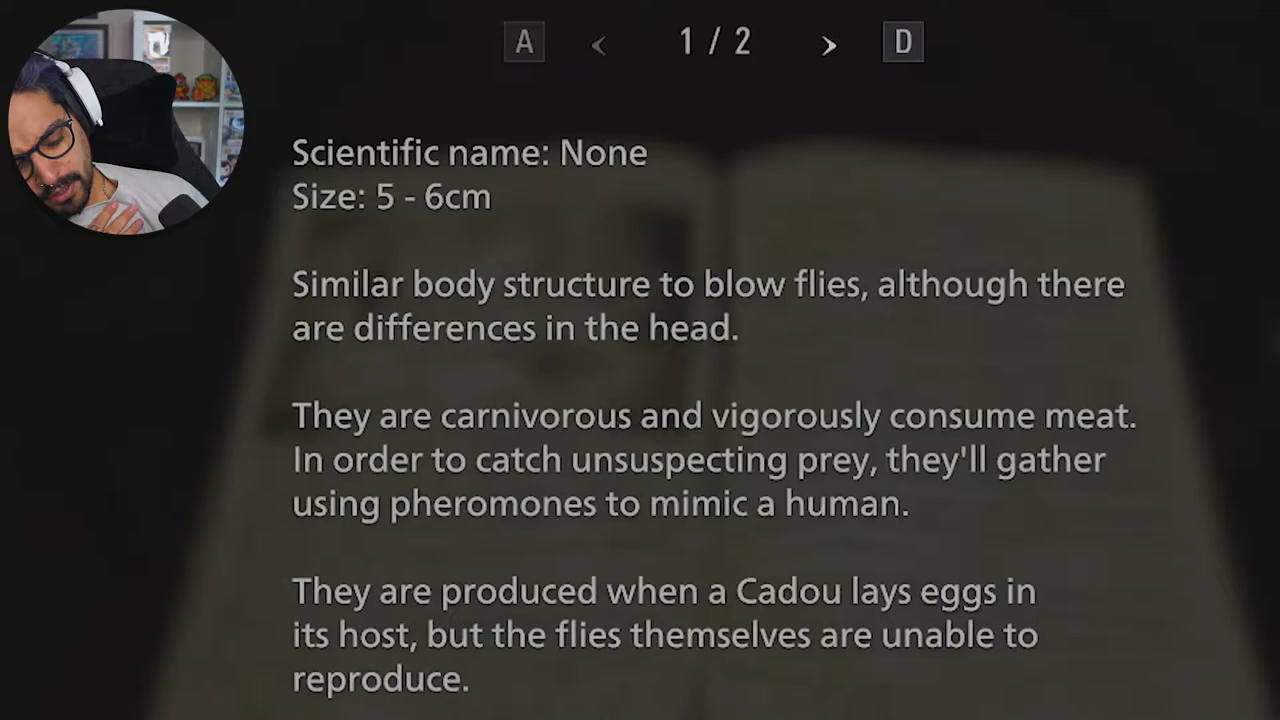 A < 1 / 2 > D
Scientific name: None
Size: 5 - 6cm
Similar body structure to blow flies, although there
are differences in the head.
They are carnivorous and vigorously consume meat.
In order to catch unsuspecting prey, they'll gather
using pheromones to mimic a human.
They are produced when a Cadou lays eggs in
its host, but the flies themselves are unable to
reproduce.